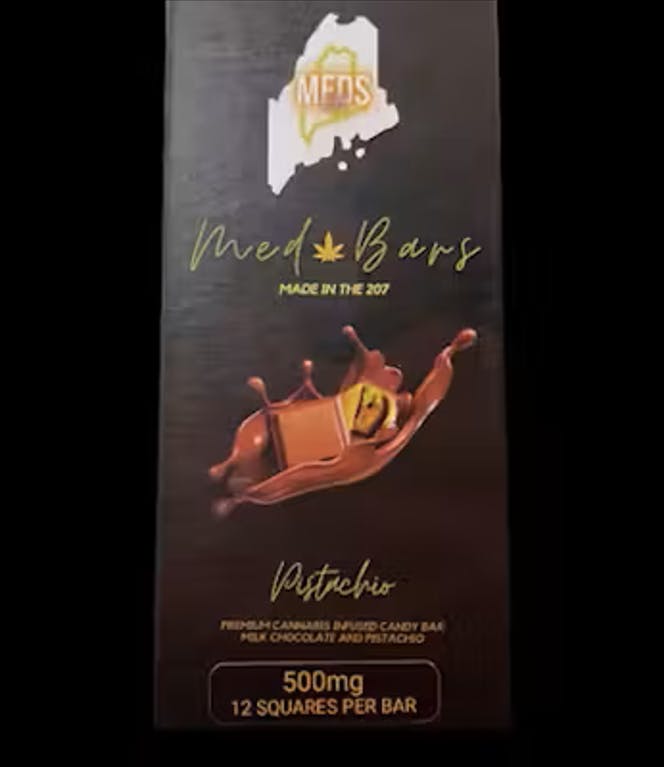 MEDS
Med Bars
MADE IN THE 207
Pistachio
PREMIUM CANNABIS INFUSED CANDY BAR
MILK CHOCOLATE AND PISTACHIO
500mg
12 SQUARES PER BAR